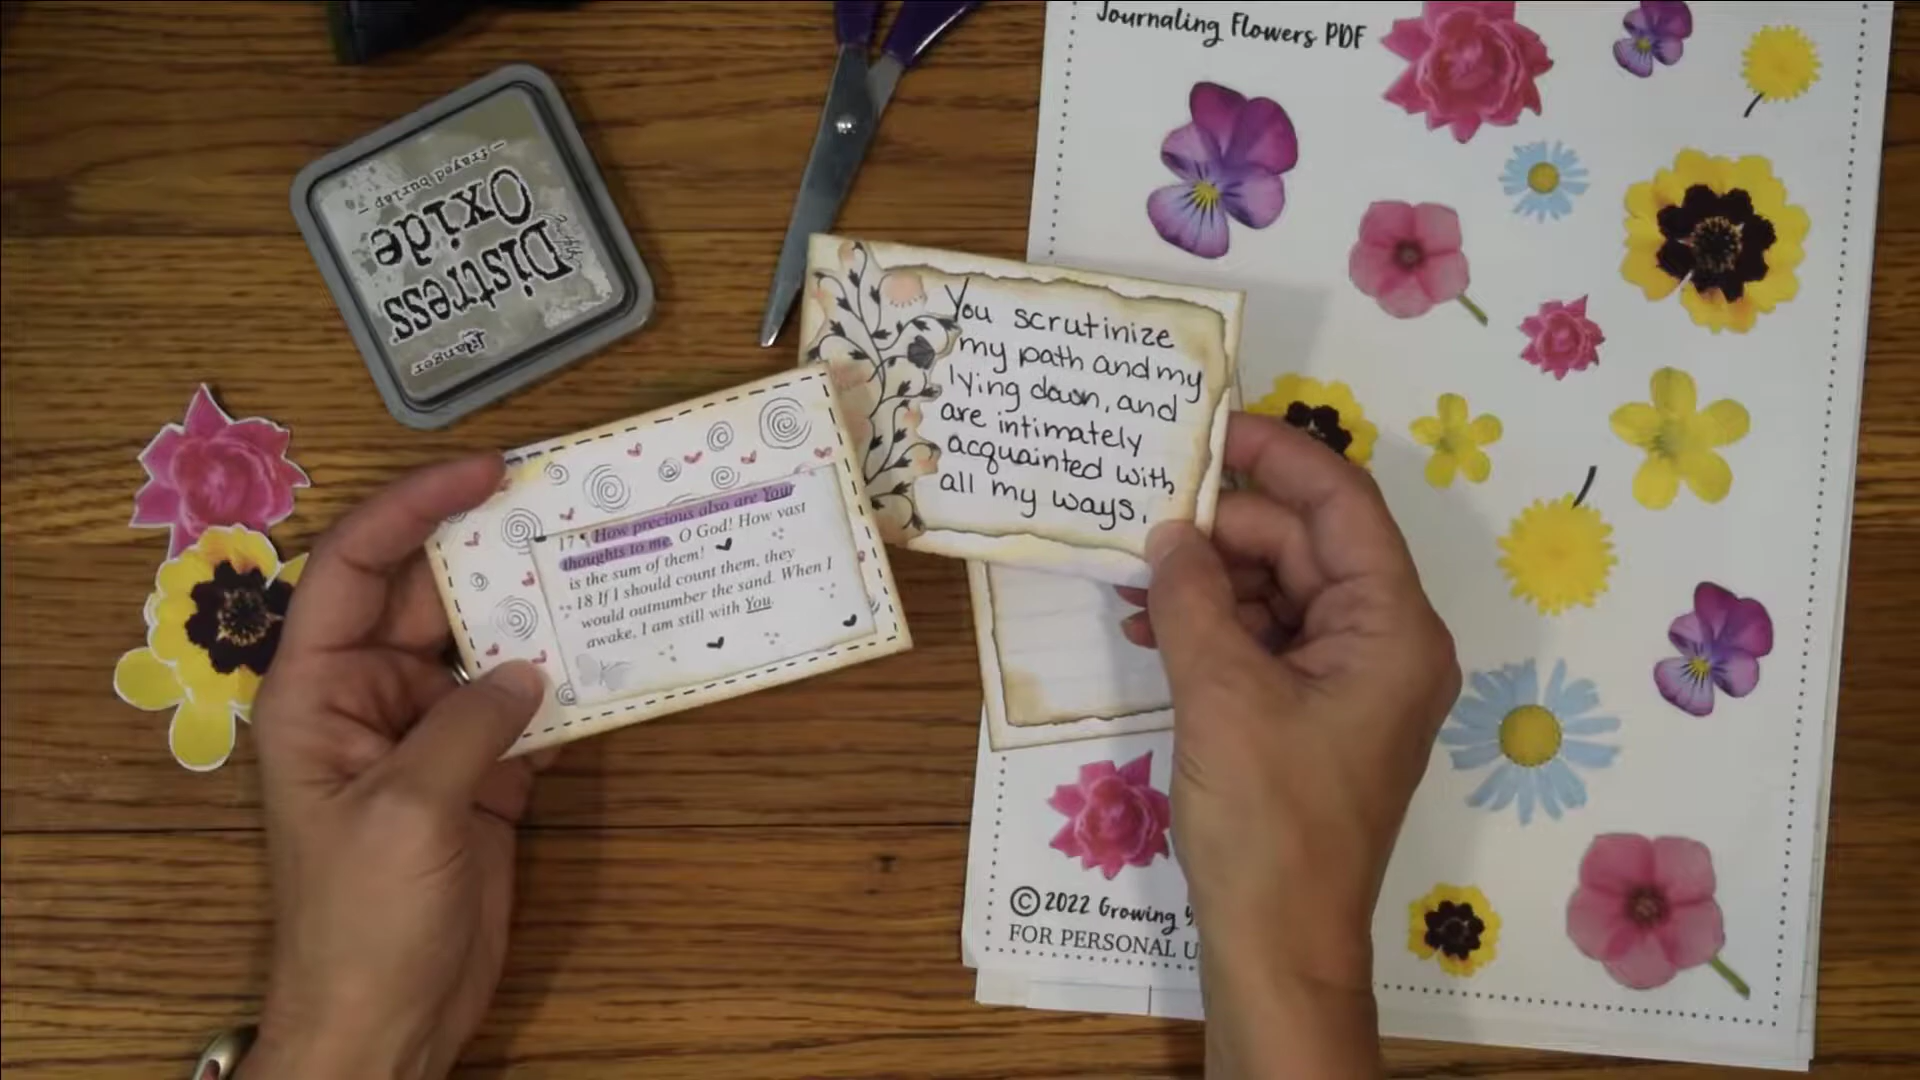 Journaling Flowers PDF
Distress
Oxide
– frayed burlap –
Ranger
You scrutinize
my path and my
lying down, and
are intimately
acquainted with
all my ways.
17 ¶ How precious also are Your
thoughts to me, O God! How vast
is the sum of them!
18 If I should count them, they
would outnumber the sand. When I
awake, I am still with You.
© 2022 Growing
FOR PERSONAL U